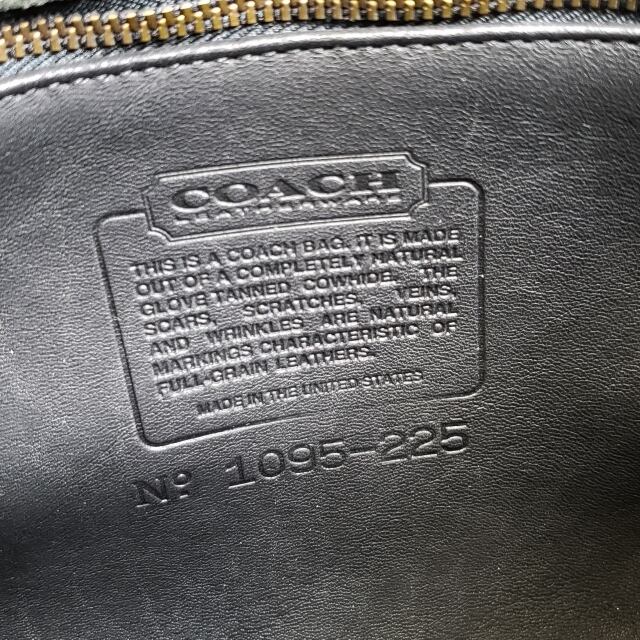 COACH
LEATHERWARE
THIS IS A COACH BAG. IT IS MADE
OUT OF A COMPLETELY NATURAL
GLOVE TANNED COWHIDE. THE
SCARS, SCRATCHES, VEINS,
AND WRINKLES ARE NATURAL
MARKINGS CHARACTERISTIC OF
FULL-GRAIN LEATHERS.
MADE IN THE UNITED STATES
Nº 1095-225